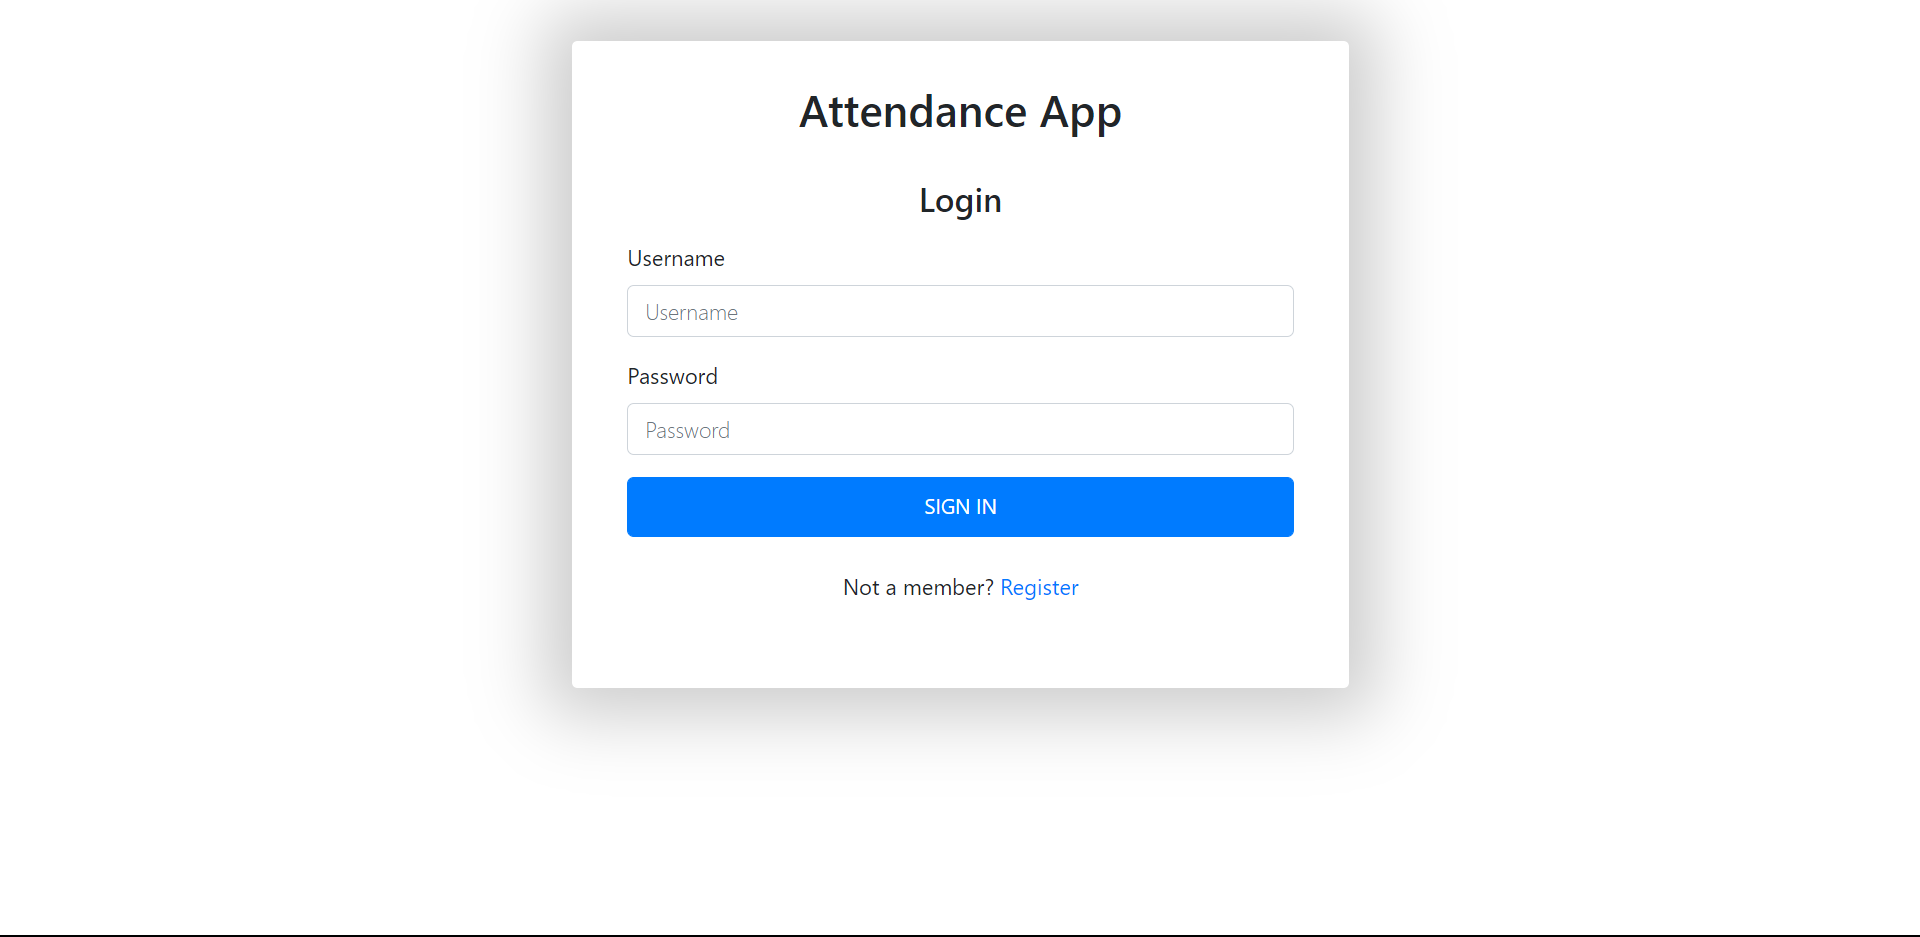 Attendance App
Login
Username
Username
Password
Password
SIGN IN
Not a member? Register